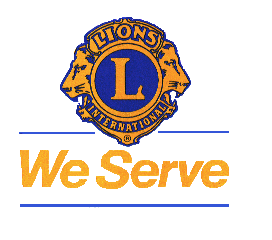 LIONS
L
INTERNATIONAL
®
We Serve